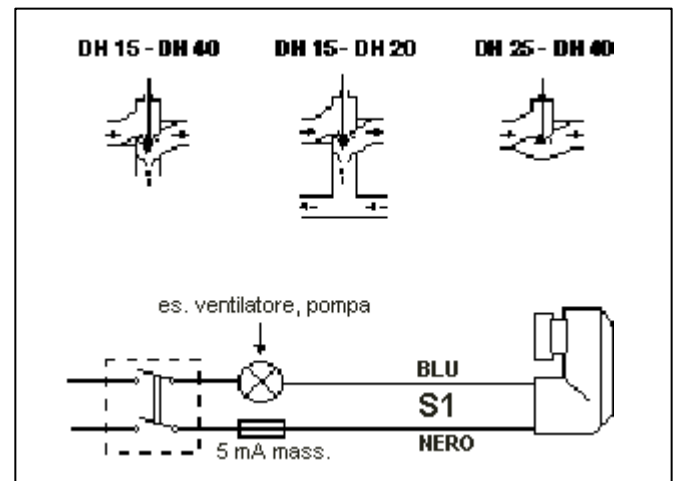 DH 15 - DH 40 DH 15 - DH 20 DH 25 - DH 40
es. ventilatore, pompa
BLU
S1
5 mA mass. NERO